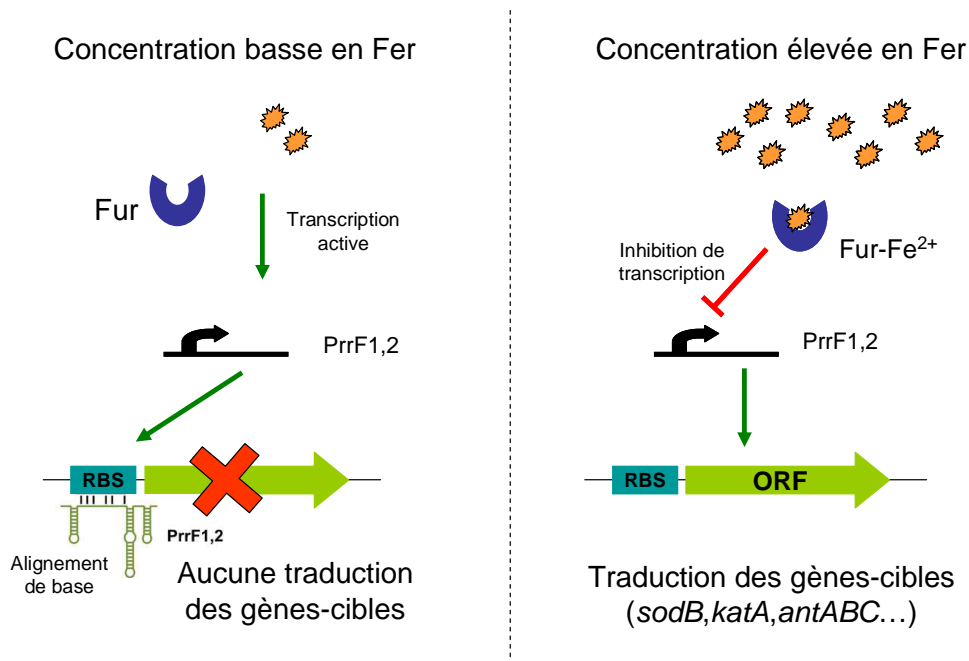 Concentration basse en Fer
Fur
Transcription
active
PrrF1,2
RBS
PrrF1,2
Alignement
de base
Aucune traduction
des gènes-cibles
Concentration élevée en Fer
Fur-Fe²⁺
Inhibition de
transcription
PrrF1,2
RBS
ORF
Traduction des gènes-cibles
(sodB,katA,antABC…)